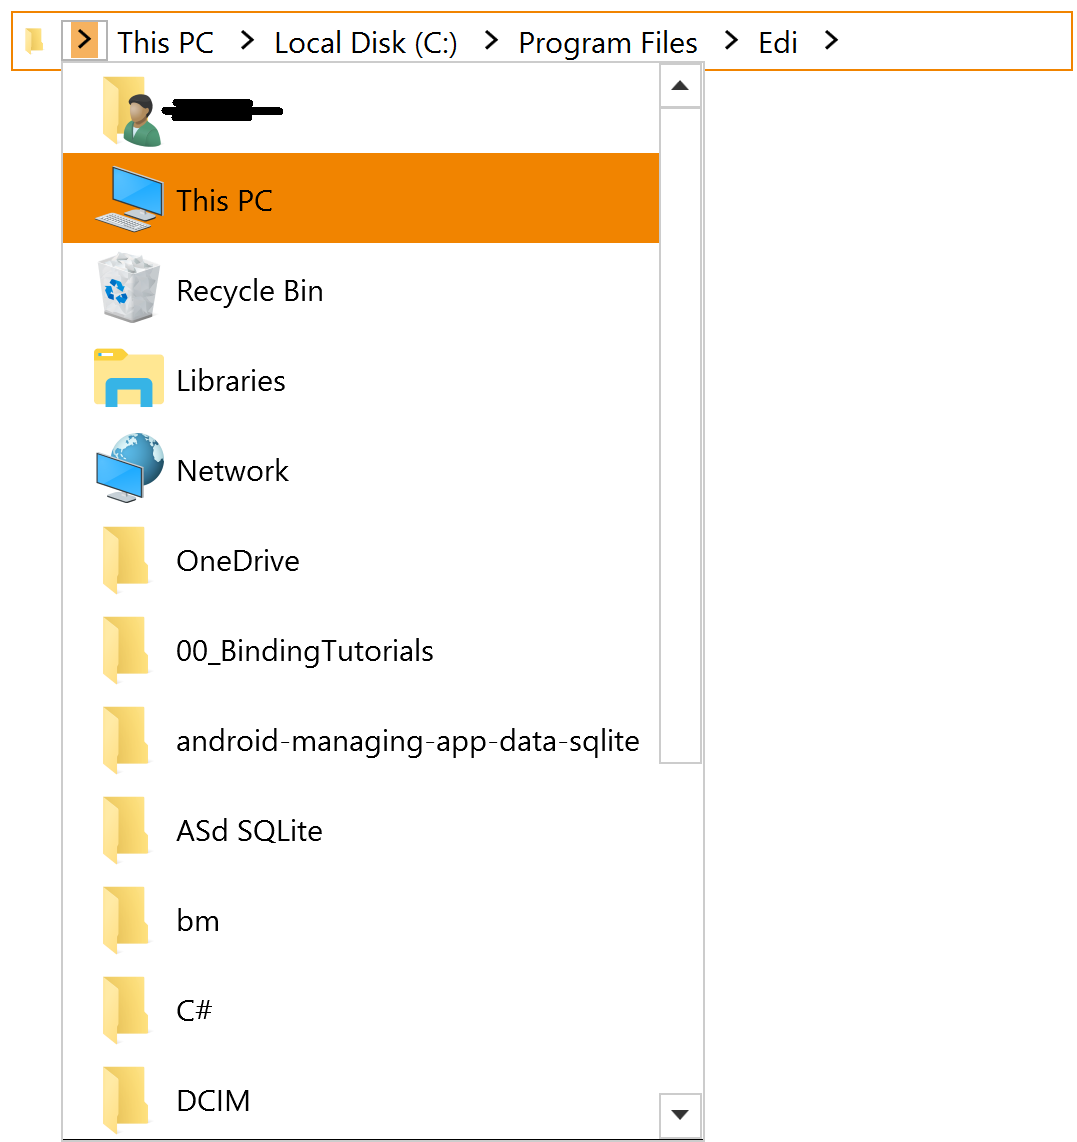 This PC > Local Disk (C:) > Program Files > Edi >
This PC
Recycle Bin
Libraries
Network
OneDrive
00_BindingTutorials
android-managing-app-data-sqlite
ASd SQLite
bm
C#
DCIM